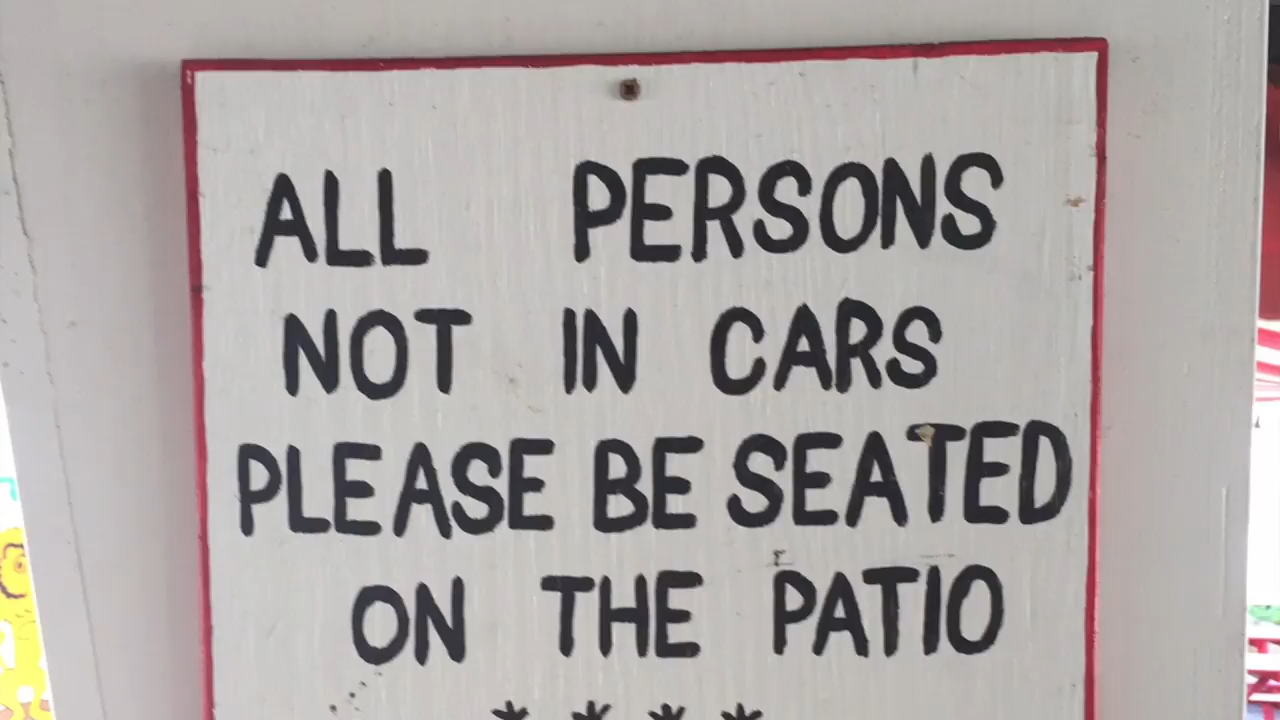 ALL PERSONS
NOT IN CARS
PLEASE BE SEATED
ON THE PATIO
* * * *